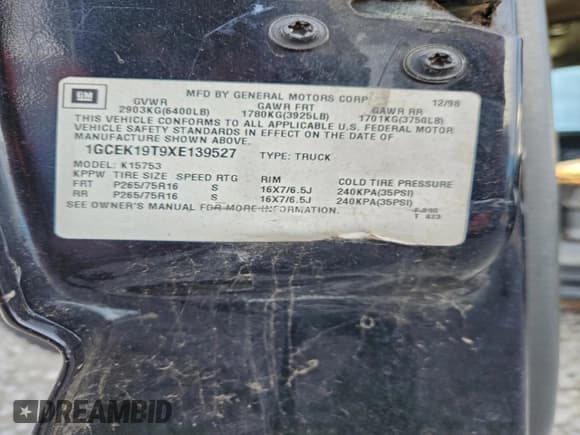 GM
MFD BY GENERAL MOTORS CORP 12/98
GVWR GAWR FRT GAWR RR
2903KG(6400LB) 1780KG(3925LB) 1701KG(3750LB)
THIS VEHICLE CONFORMS TO ALL APPLICABLE U.S. FEDERAL MOTOR
VEHICLE SAFETY STANDARDS IN EFFECT ON THE DATE OF
MANUFACTURE SHOWN ABOVE.
1GCEK19T9XE139527 TYPE: TRUCK
MODEL: K15753
KPPW TIRE SIZE SPEED RTG RIM COLD TIRE PRESSURE
FRT P265/75R16 S 16X7/6.5J 240KPA(35PSI)
RR P265/75R16 S 16X7/6.5J 240KPA(35PSI)
SEE OWNER'S MANUAL FOR MORE INFORMATION.
DREAMBID